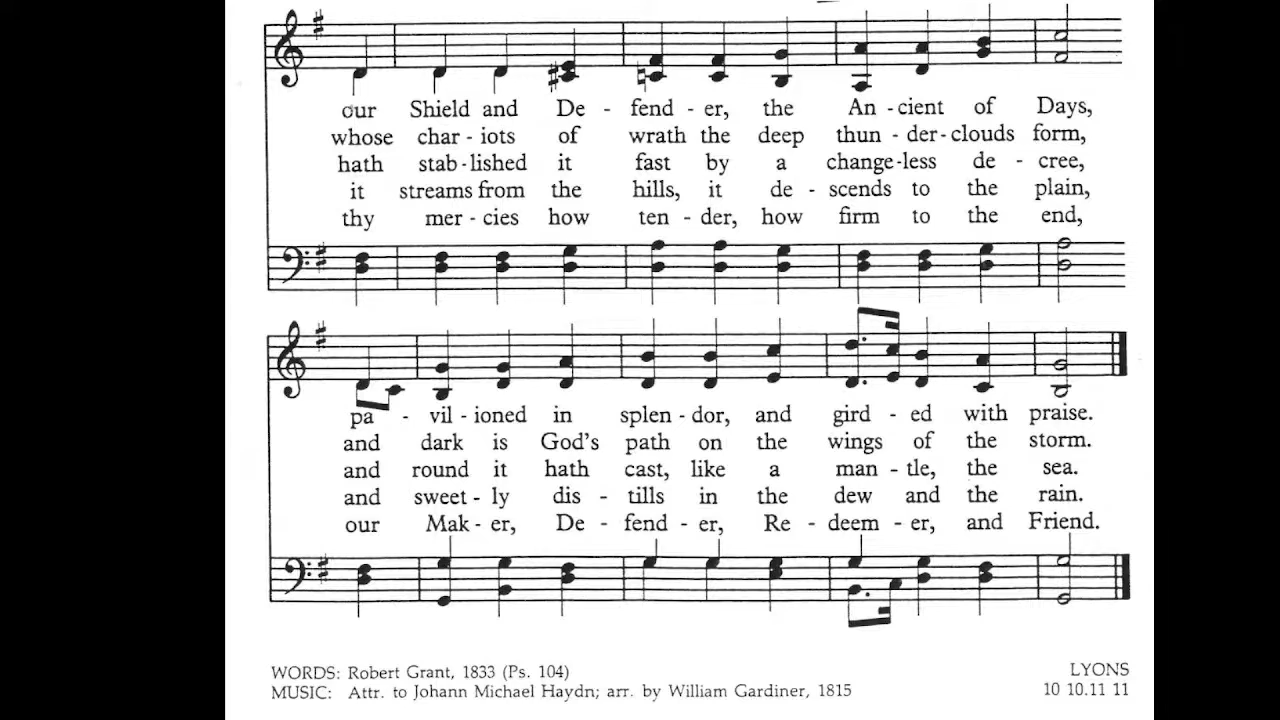 our Shield and De - fend - er, the An - cient of Days,
whose char - iots of wrath the deep thun - der - clouds form,
hath stab - lished it fast by a change - less de - cree,
it streams from the hills, it de - scends to the plain,
thy mer - cies how ten - der, how firm to the end,
pa - vil - ioned in splen - dor, and gird - ed with praise.
and dark is God's path on the wings of the storm.
and round it hath cast, like a man - tle, the sea.
and sweet - ly dis - tills in the dew and the rain.
our Mak - er, De - fend - er, Re - deem - er, and Friend.
WORDS: Robert Grant, 1833 (Ps. 104) LYONS
MUSIC: Attr. to Johann Michael Haydn; arr. by William Gardiner, 1815 10 10.11 11